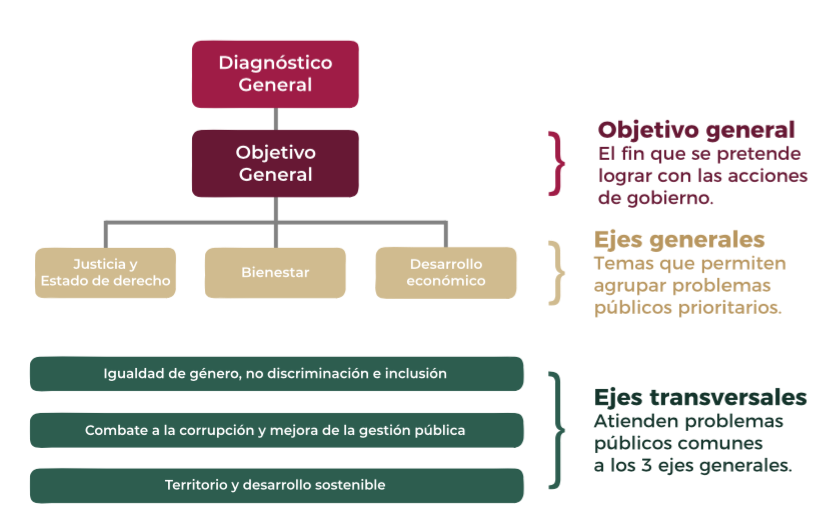 Diagnóstico
General
Objetivo
General
Objetivo general
El fin que se pretende
lograr con las acciones
de gobierno.
Justicia y
Estado de derecho
Bienestar
Desarrollo
económico
Ejes generales
Temas que permiten
agrupar problemas
públicos prioritarios.
Igualdad de género, no discriminación e inclusión
Combate a la corrupción y mejora de la gestión pública
Territorio y desarrollo sostenible
Ejes transversales
Atienden problemas
públicos comunes
a los 3 ejes generales.